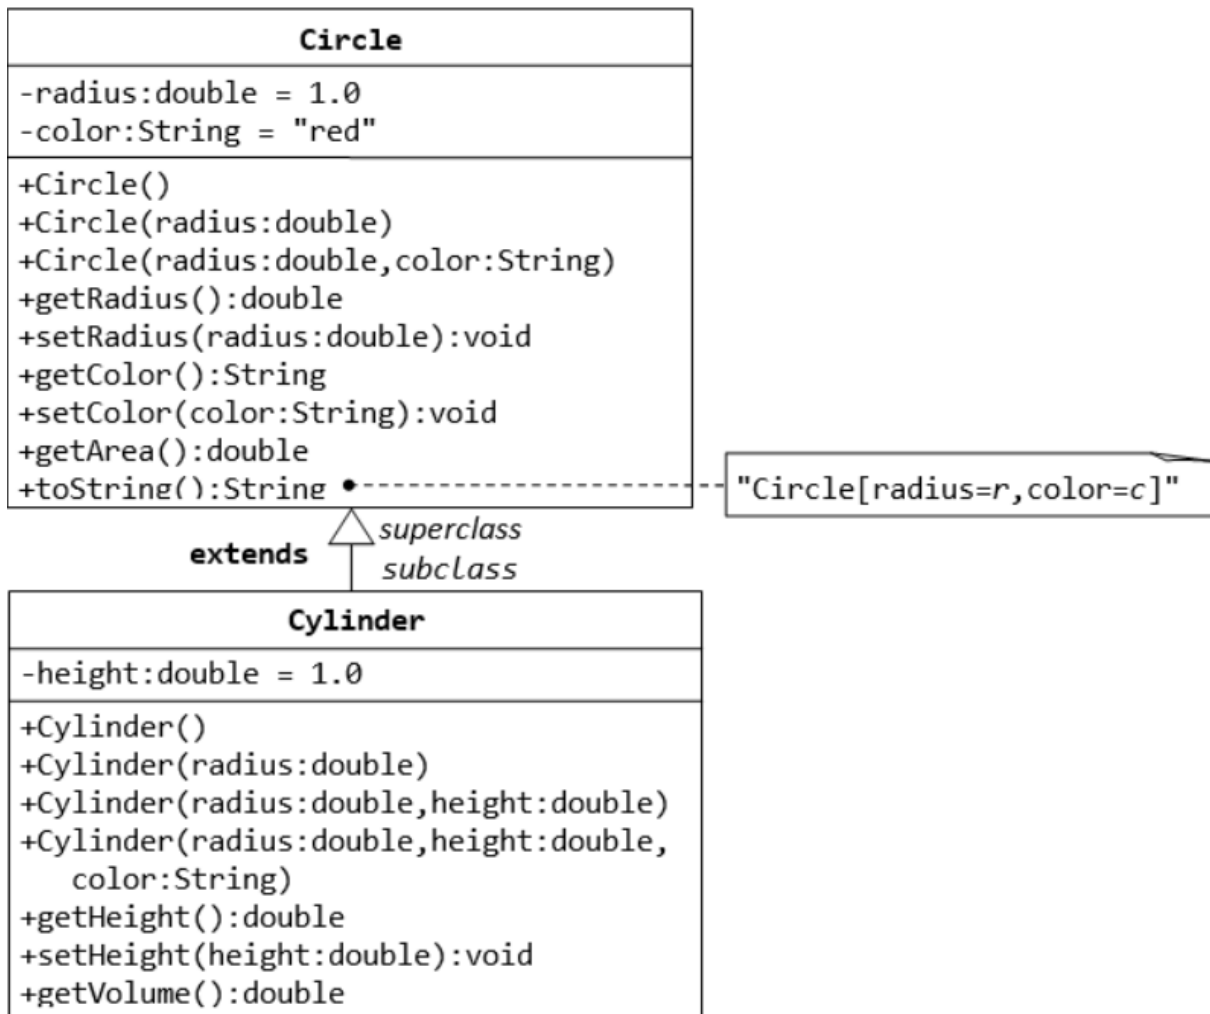 Circle
-radius:double = 1.0
-color:String = "red"
+Circle()
+Circle(radius:double)
+Circle(radius:double,color:String)
+getRadius():double
+setRadius(radius:double):void
+getColor():String
+setColor(color:String):void
+getArea():double
+toString():String
"Circle[radius=r,color=c]"
superclass
extends
subclass
Cylinder
-height:double = 1.0
+Cylinder()
+Cylinder(radius:double)
+Cylinder(radius:double,height:double)
+Cylinder(radius:double,height:double,
color:String)
+getHeight():double
+setHeight(height:double):void
+getVolume():double